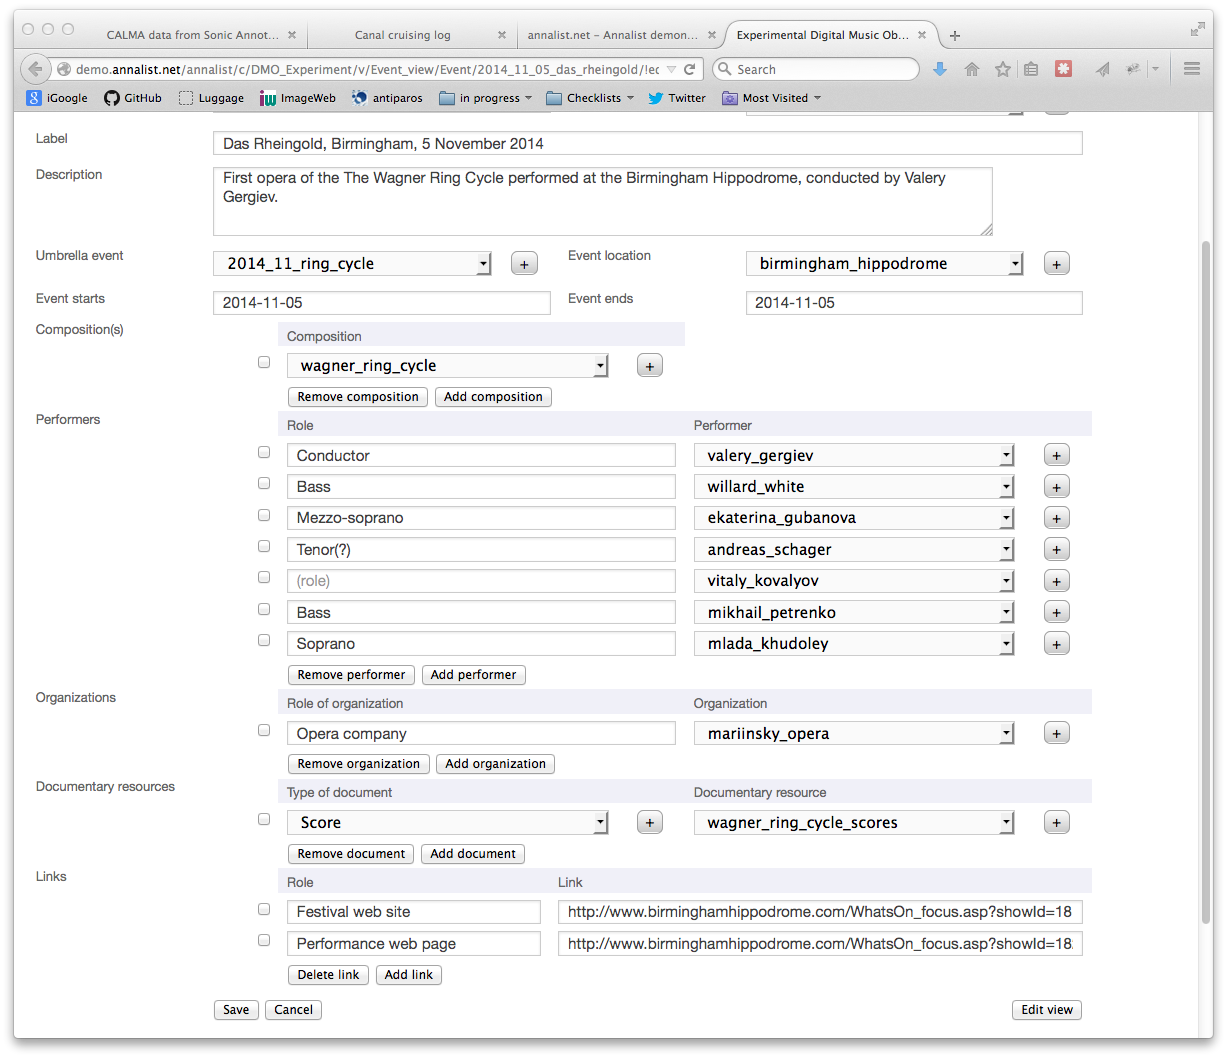 CALMA data from Sonic Annot... × Canal cruising log × annalist.net – Annalist demon... × Experimental Digital Music Ob... × +
demo.annalist.net/annalist/c/DMO_Experiment/v/Event_view/Event/2014_11_05_das_rheingold/!ec Search
iGoogle GitHub Luggage ImageWeb antiparos in progress Checklists Twitter Most Visited
Label Das Rheingold, Birmingham, 5 November 2014
Description First opera of the The Wagner Ring Cycle performed at the Birmingham Hippodrome, conducted by Valery
Gergiev.
Umbrella event 2014_11_ring_cycle + Event location birmingham_hippodrome +
Event starts 2014-11-05 Event ends 2014-11-05
Composition(s) Composition
wagner_ring_cycle +
Remove composition Add composition
Performers Role Performer
Conductor valery_gergiev +
Bass willard_white +
Mezzo-soprano ekaterina_gubanova +
Tenor(?) andreas_schager +
(role) vitaly_kovalyov +
Bass mikhail_petrenko +
Soprano mlada_khudoley +
Remove performer Add performer
Organizations Role of organization Organization
Opera company mariinsky_opera +
Remove organization Add organization
Documentary resources Type of document Documentary resource
Score + wagner_ring_cycle_scores +
Remove document Add document
Links Role Link
Festival web site http://www.birminghamhippodrome.com/WhatsOn_focus.asp?showId=18
Performance web page http://www.birminghamhippodrome.com/WhatsOn_focus.asp?showId=18
Delete link Add link
Save Cancel Edit view